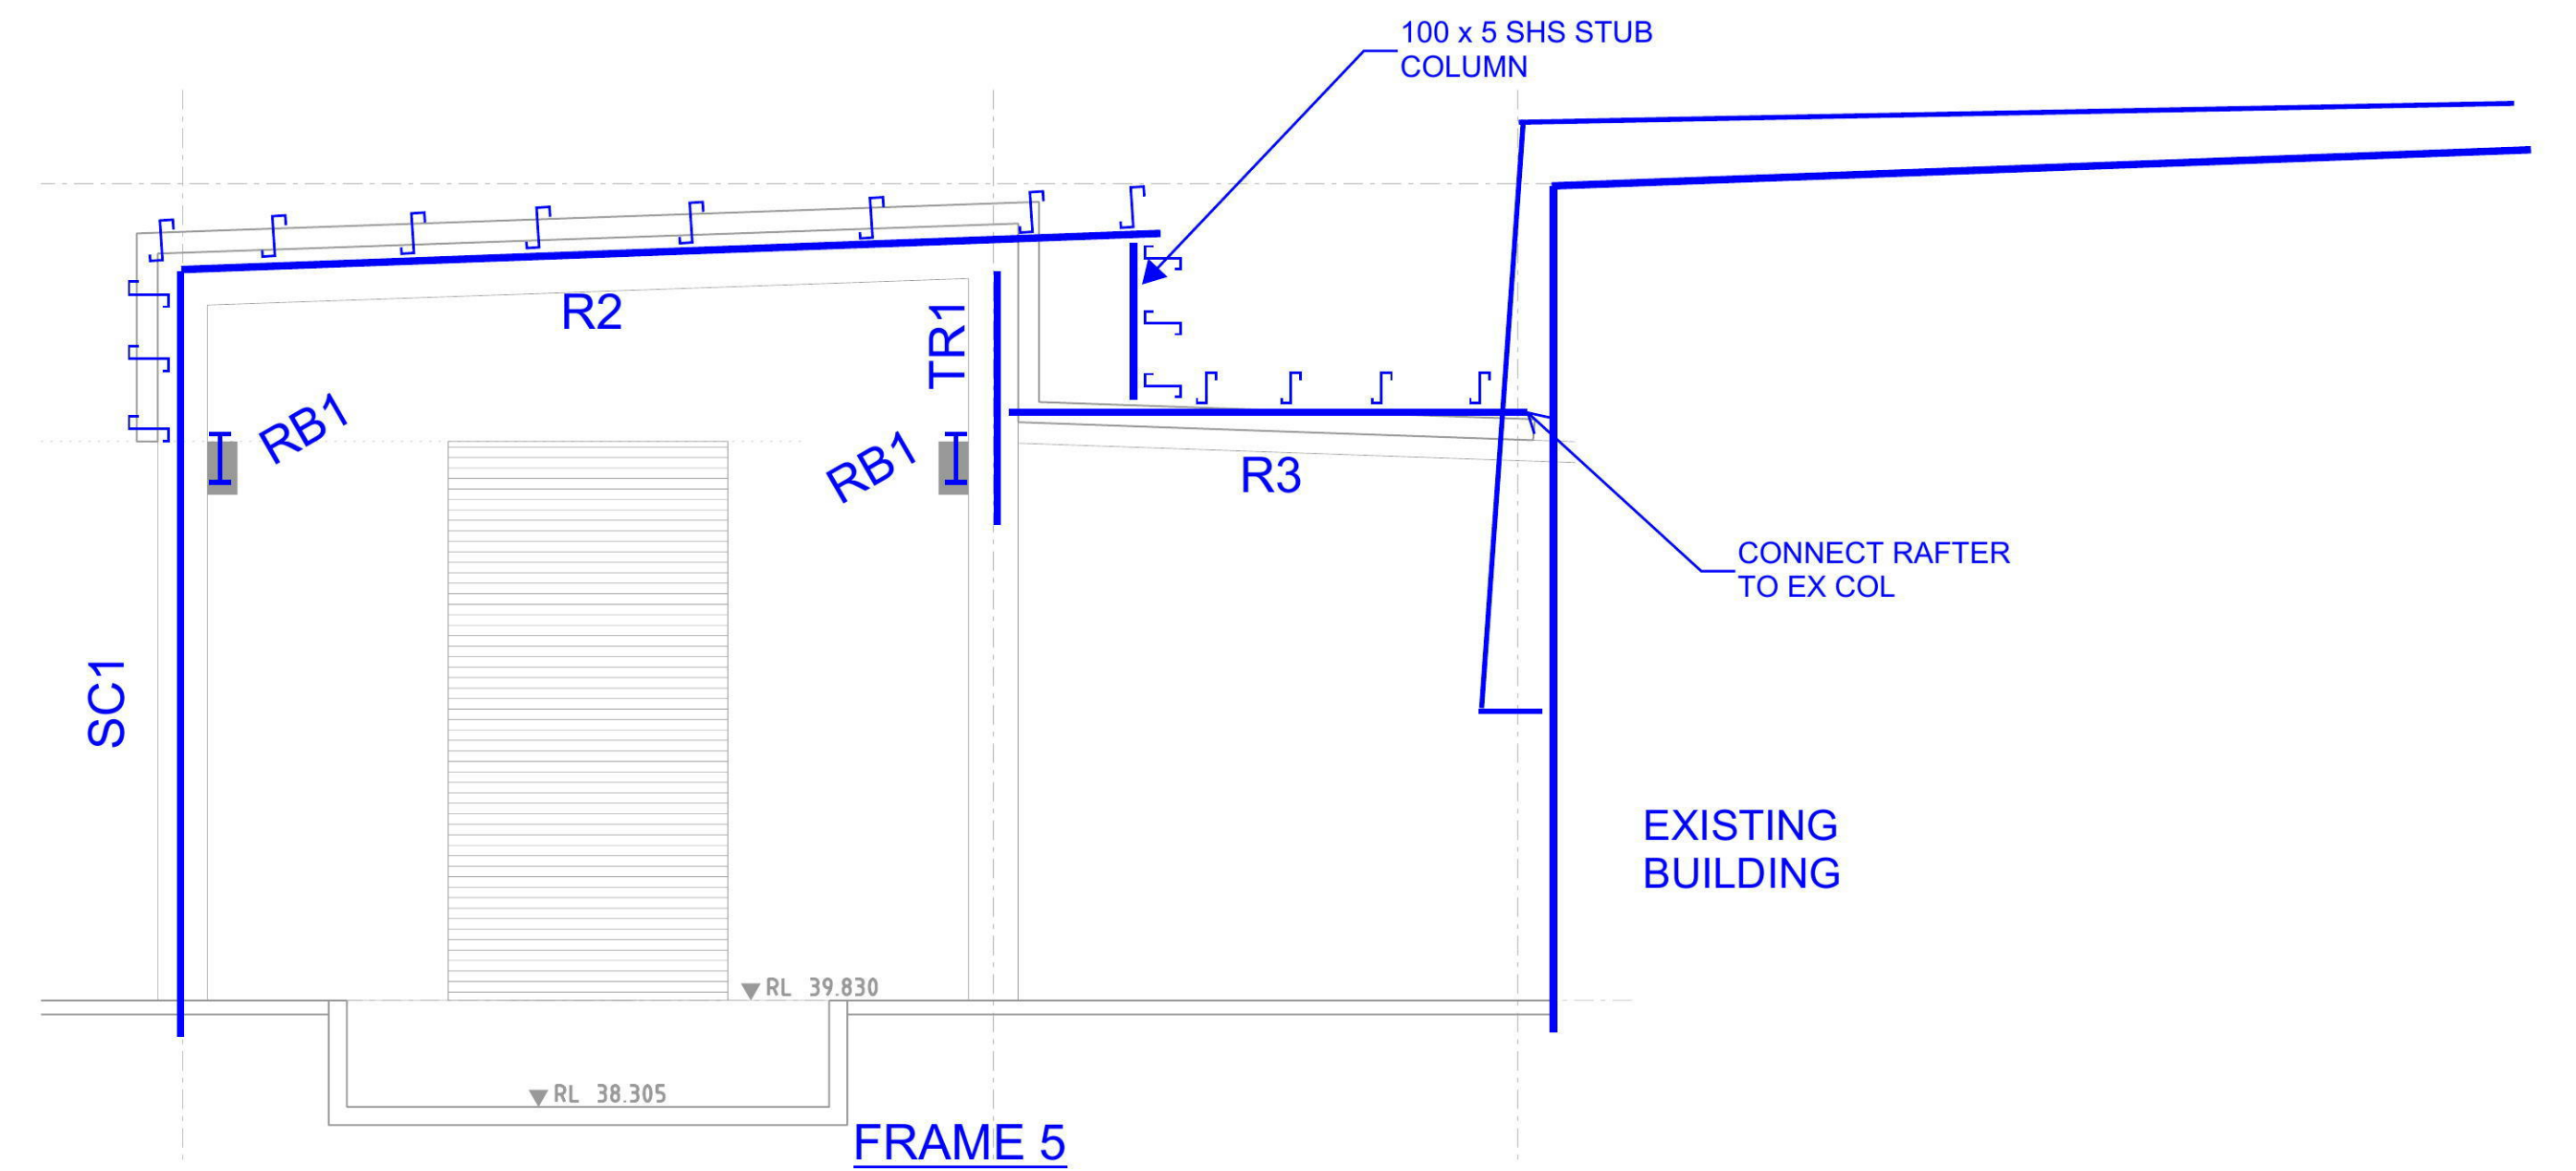 100 x 5 SHS STUB
COLUMN
R2
TR1
RB1
RB1
R3
CONNECT RAFTER
TO EX COL
SC1
EXISTING
BUILDING
RL 39.830
RL 38.305
FRAME 5